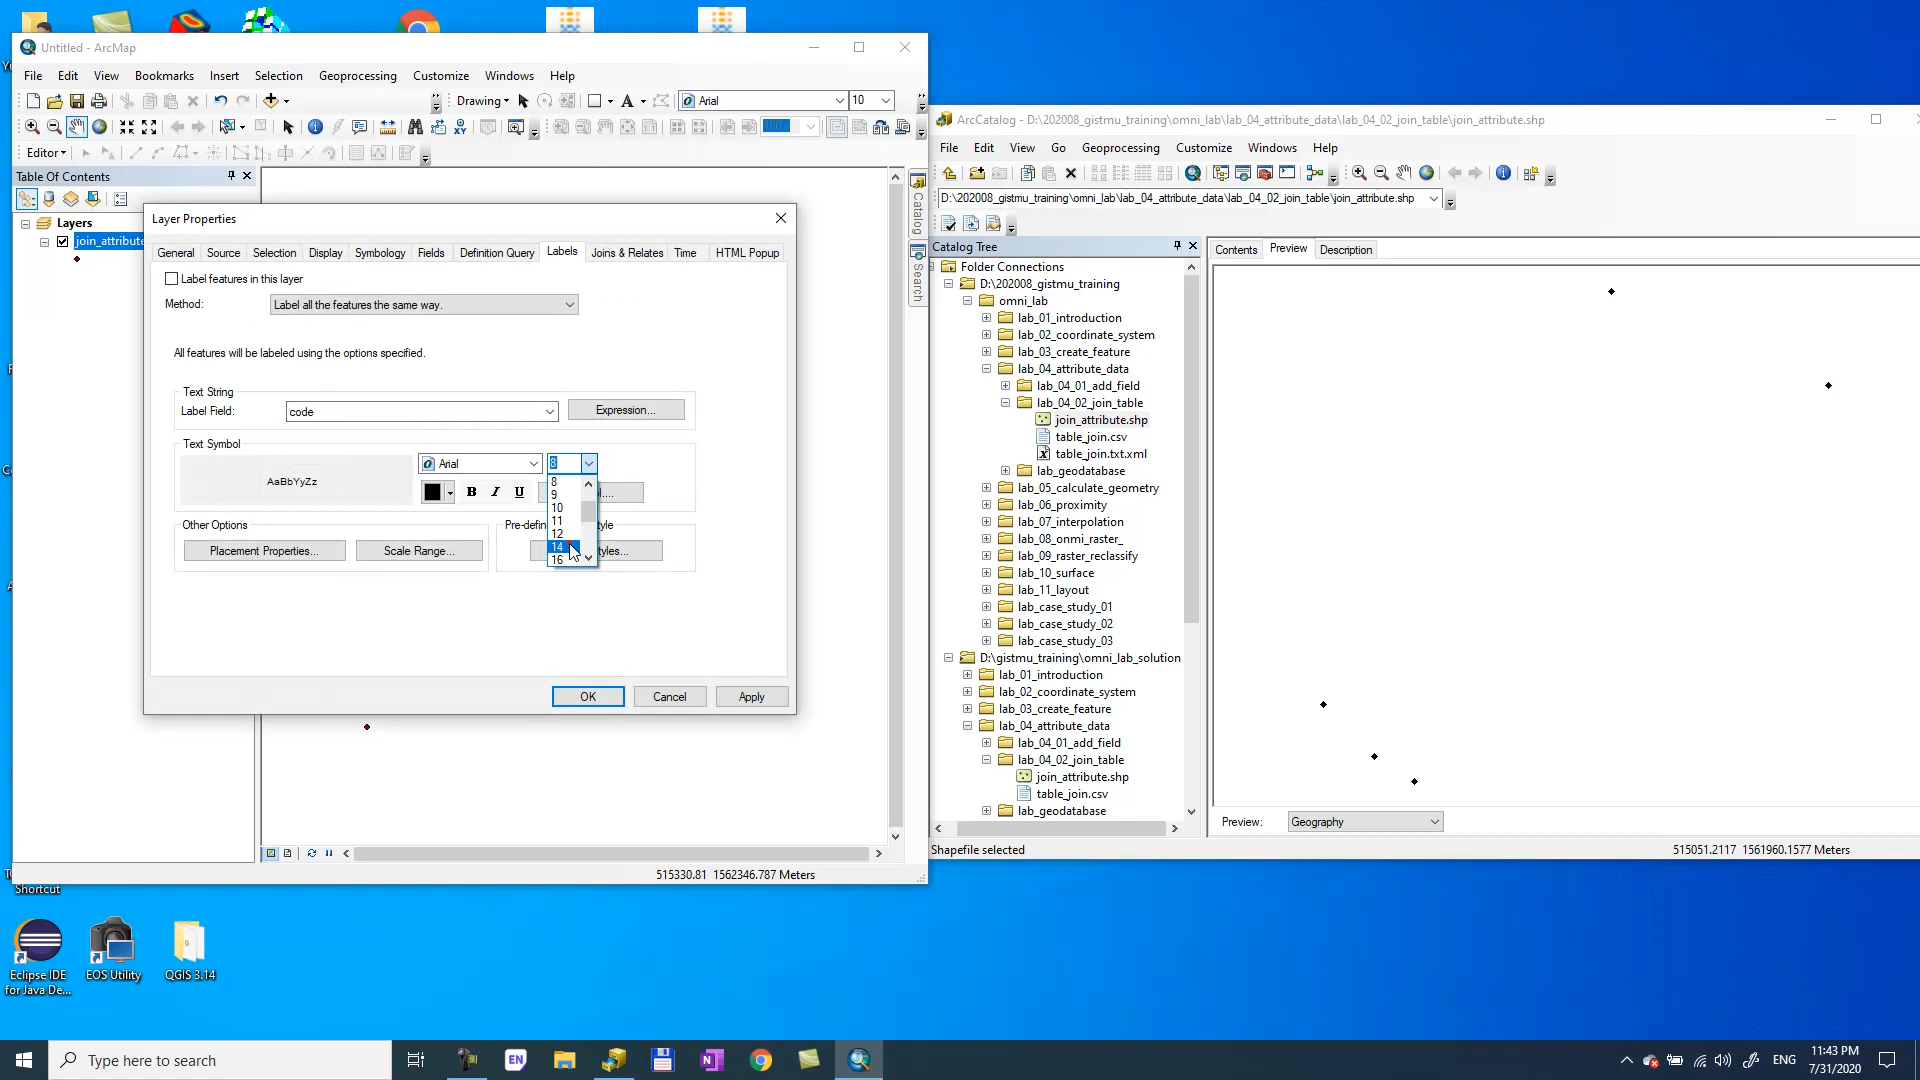 Untitled - ArcMap
File Edit View Bookmarks Insert Selection Geoprocessing Customize Windows Help
Drawing Arial 10
Editor
Table Of Contents
Layers
join_attribute
Catalog
Search
Layer Properties
General Source Selection Display Symbology Fields Definition Query Labels Joins & Relates Time HTML Popup
Label features in this layer
Method: Label all the features the same way.
All features will be labeled using the options specified.
Text String
Label Field: code Expression...
Text Symbol
AaBbYyZz
Arial 8
B I U
8
9
10
11
12
14
16
Other Options
Placement Properties... Scale Range...
OK Cancel Apply
515330.81 1562346.787 Meters
ArcCatalog - D:\202008_gistmu_training\omni_lab\lab_04_attribute_data\lab_04_02_join_table\join_attribute.shp
File Edit View Go Geoprocessing Customize Windows Help
D:\202008_gistmu_training\omni_lab\lab_04_attribute_data\lab_04_02_join_table\join_attribute.shp
Catalog Tree
Folder Connections
D:\202008_gistmu_training
omni_lab
lab_01_introduction
lab_02_coordinate_system
lab_03_create_feature
lab_04_attribute_data
lab_04_01_add_field
lab_04_02_join_table
join_attribute.shp
table_join.csv
table_join.txt.xml
lab_geodatabase
lab_05_calculate_geometry
lab_06_proximity
lab_07_interpolation
lab_08_onmi_raster_
lab_09_raster_reclassify
lab_10_surface
lab_11_layout
lab_case_study_01
lab_case_study_02
lab_case_study_03
D:\gistmu_training\omni_lab_solution
lab_01_introduction
lab_02_coordinate_system
lab_03_create_feature
lab_04_attribute_data
lab_04_01_add_field
lab_04_02_join_table
join_attribute.shp
table_join.csv
lab_geodatabase
Contents Preview Description
Preview: Geography
Shapefile selected
515051.2117 1561960.1577 Meters
Shortcut
Eclipse IDE
for Java De...
EOS Utility
QGIS 3.14
Type here to search
EN
N
ENG
11:43 PM
7/31/2020